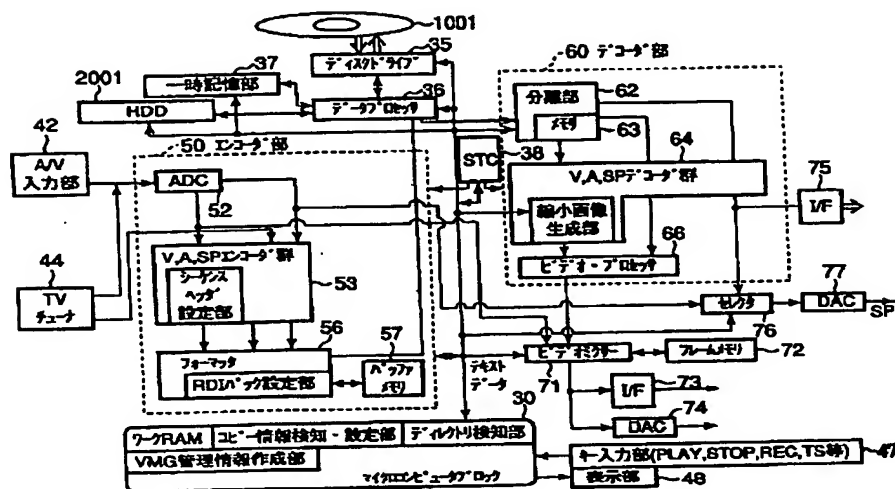 1001
35
ディスクドライブ
37
一時記憶部
36
データプロセッサ
2001
HDD
60 デコーダ部
分離部
62
メモリ
63
64
V,A,SPデコーダ群
縮小画像
生成部
66
ビデオ・プロセッサ
STC
38
42
A/V
入力部
50 エンコーダ部
ADC
52
V,A,SPエンコーダ群
シーケンス
ヘッダ
設定部
53
44
TV
チューナ
56
フォーマッタ
RDIパック設定部
57
バッファ
メモリ
75
I/F
77
セレクタ
DAC
SP
76
ビデオミクサー
71
フレームメモリ
72
テキスト
データ
I/F
73
DAC
74
30
ワークRAM
コピー情報検知・設定部
ディレクトリ検知部
VMG管理情報作成部
マイクロコンピュータブロック
キー入力部(PLAY,STOP,REC,TS等)
47
表示部
48